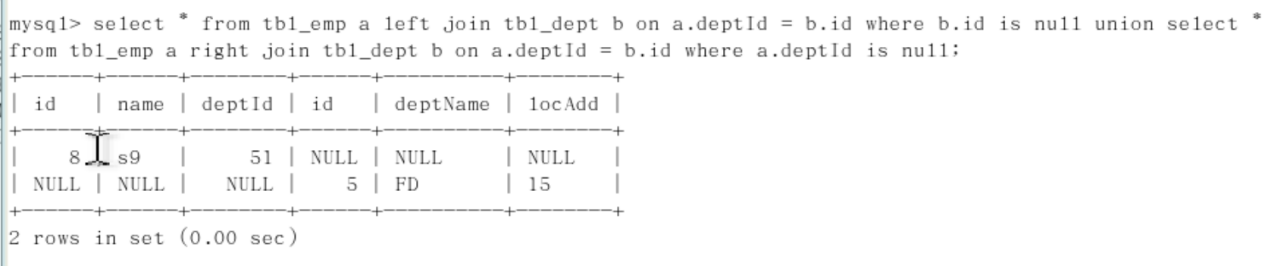 mysql> select * from tbl_emp a left join tbl_dept b on a.deptId = b.id where b.id is null union select *
from tbl_emp a right join tbl_dept b on a.deptId = b.id where a.deptId is null;
+------+------+--------+------+----------+--------+
| id   | name | deptId | id   | deptName | locAdd |
+------+------+--------+------+----------+--------+
|    8 | s9   |     51 | NULL | NULL     | NULL   |
| NULL | NULL |   NULL |    5 | FD       | 15     |
+------+------+--------+------+----------+--------+
2 rows in set (0.00 sec)